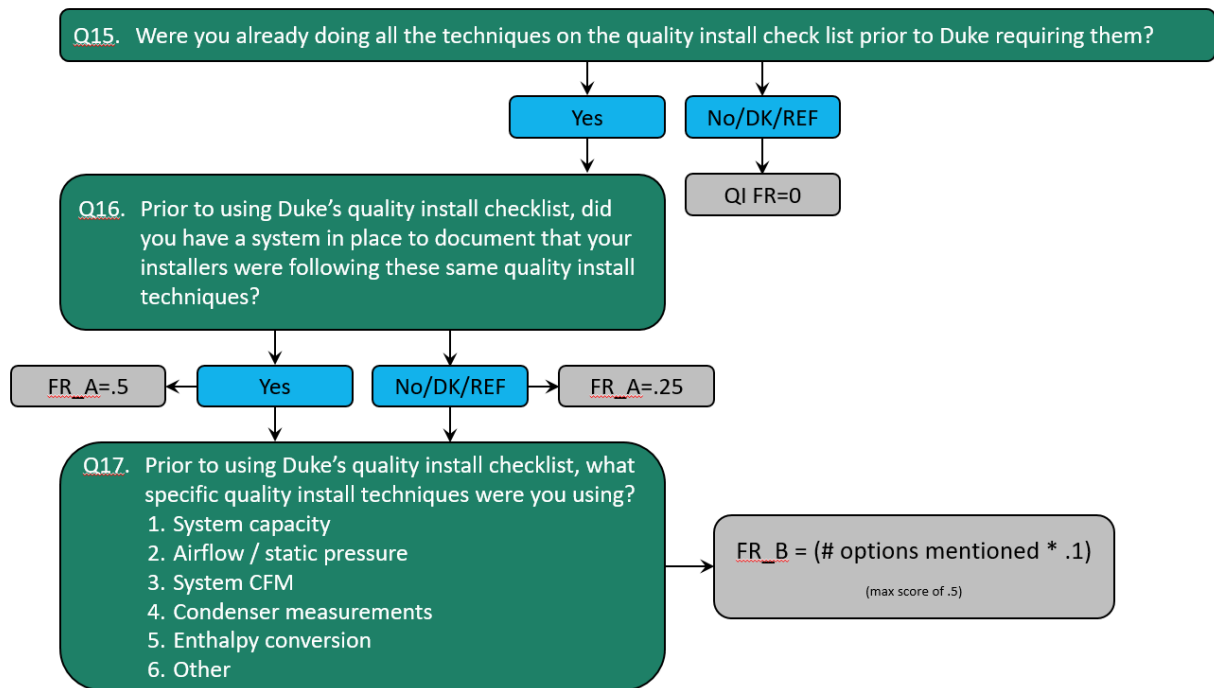 Q15. Were you already doing all the techniques on the quality install check list prior to Duke requiring them?
Yes
No/DK/REF
QI FR=0
Q16. Prior to using Duke's quality install checklist, did
you have a system in place to document that your
installers were following these same quality install
techniques?
FR_A=.5
Yes
No/DK/REF
FR_A=.25
Q17. Prior to using Duke's quality install checklist, what
specific quality install techniques were you using?
1. System capacity
2. Airflow / static pressure
3. System CFM
4. Condenser measurements
5. Enthalpy conversion
6. Other
FR_B = (# options mentioned * .1)
(max score of .5)